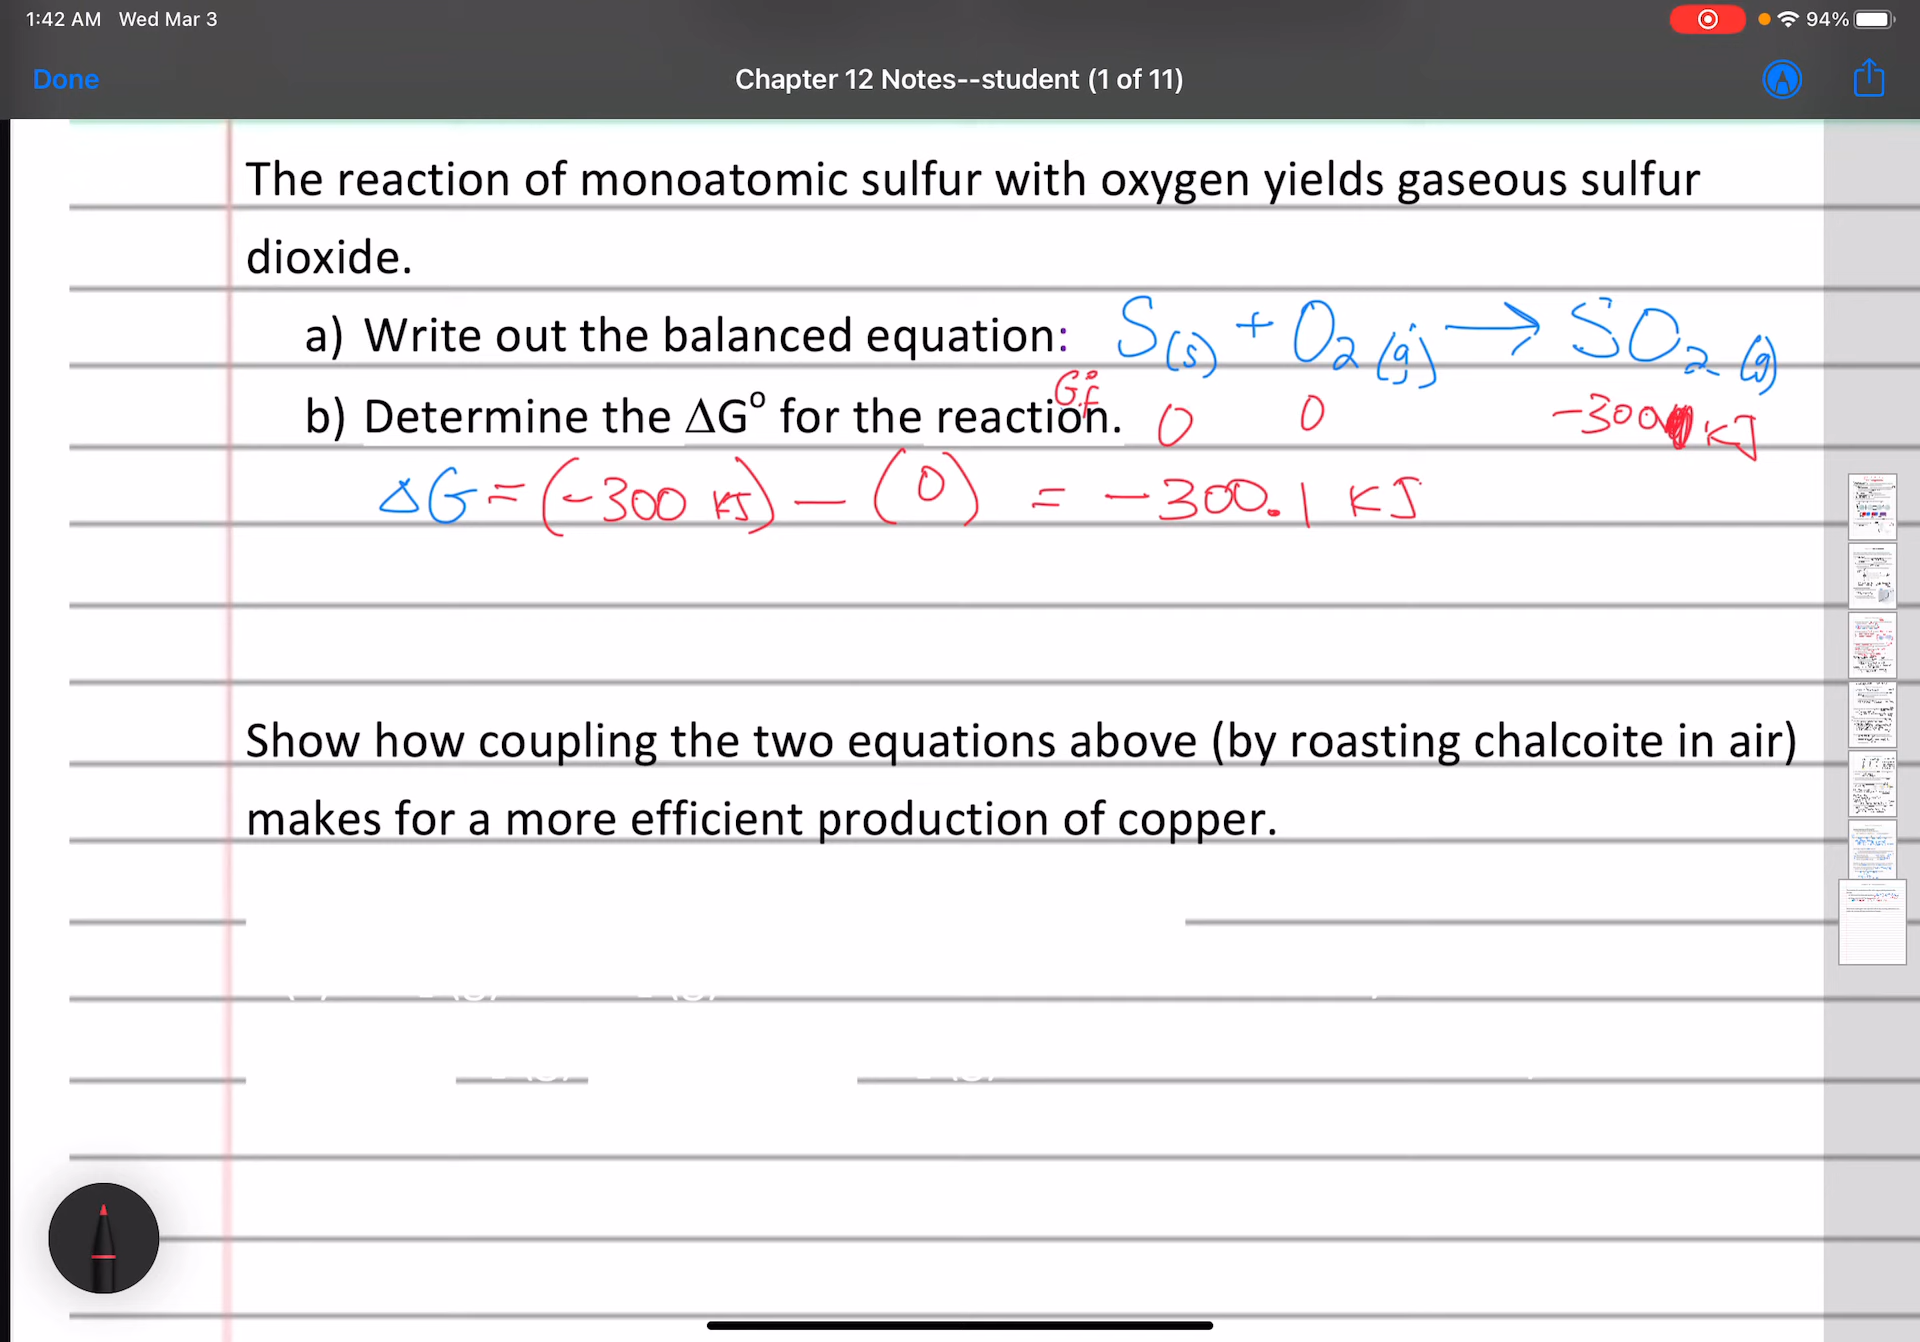 1:42 AM Wed Mar 3 94%
Done Chapter 12 Notes--student (1 of 11)
The reaction of monoatomic sulfur with oxygen yields gaseous sulfur
dioxide.
a) Write out the balanced equation: S(s) + O₂ (g) → SO₂ (g)
b) Determine the ΔG° for the reaction. G°f 0 0 -300 kJ
ΔG = (-300 kJ) - (0) = -300.1 kJ
Show how coupling the two equations above (by roasting chalcoite in air)
makes for a more efficient production of copper.